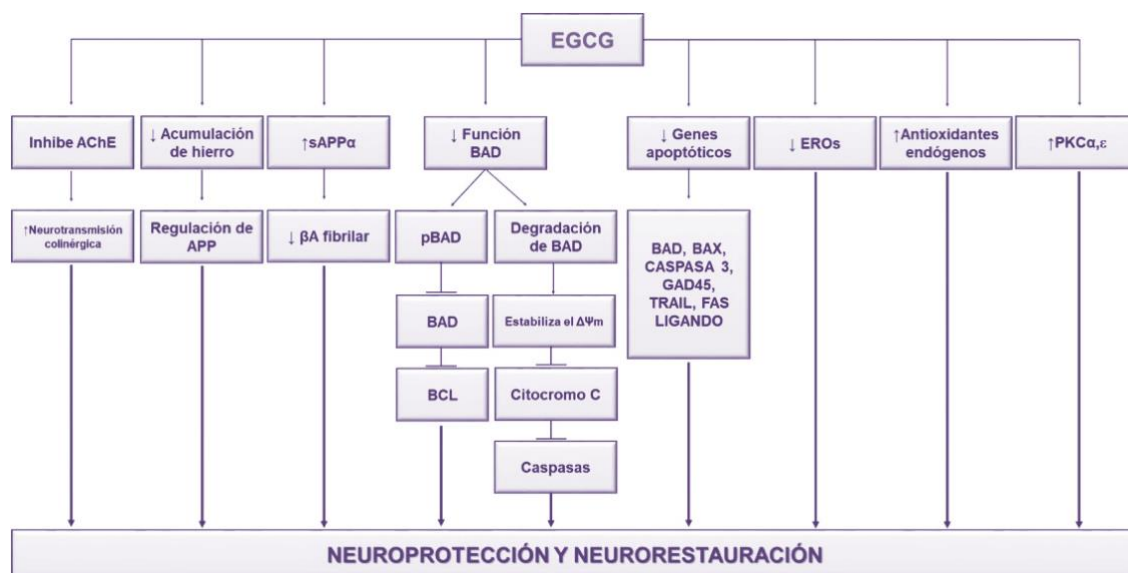 EGCG
Inhibe AChE
↓ Acumulación
de hierro
↑sAPPα
↓ Función
BAD
↓ Genes
apoptóticos
↓ EROs
↑Antioxidantes
endógenos
↑PKCα,ε
↑Neurotransmisión
colinérgica
Regulación de
APP
↓ βA fibrilar
pBAD
Degradación
de BAD
BAD, BAX,
CASPASA 3,
GAD45,
TRAIL, FAS
LIGANDO
BAD
Estabiliza el ΔΨm
BCL
Citocromo C
Caspasas
NEUROPROTECCIÓN Y NEURORESTAURACIÓN